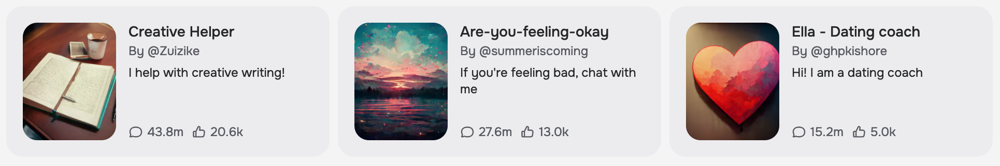 Creative Helper
By @Zuizike
I help with creative writing!
43.8m 20.6k
Are-you-feeling-okay
By @summeriscoming
If you're feeling bad, chat with
me
27.6m 13.0k
Ella - Dating coach
By @ghpkishore
Hi! I am a dating coach
15.2m 5.0k